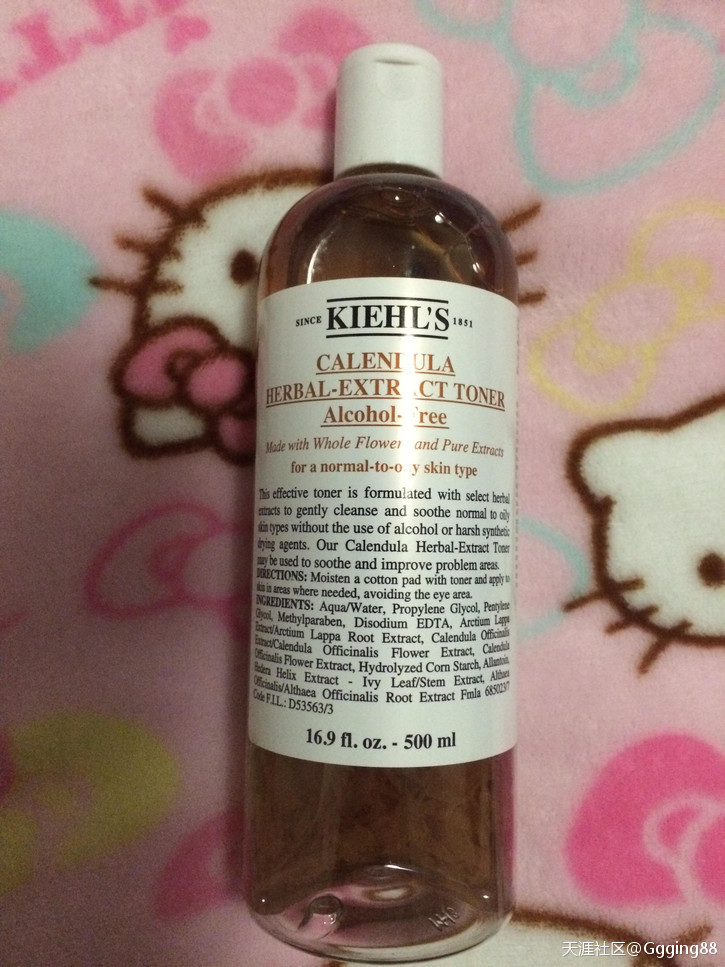 SINCE KIEHL'S 1851
CALENDULA
HERBAL-EXTRACT TONER
Alcohol-Free
Made with Whole Flowers and Pure Extracts
for a normal-to-oily skin type
This effective toner is formulated with select herbal
extracts to gently cleanse and soothe normal to oily
skin types without the use of alcohol or harsh synthetic
drying agents. Our Calendula Herbal-Extract Toner
may be used to soothe and improve problem areas.
DIRECTIONS: Moisten a cotton pad with toner and apply to
skin in areas where needed, avoiding the eye area.
INGREDIENTS: Aqua/Water, Propylene Glycol, Pentylene
Glycol, Methylparaben, Disodium EDTA, Arctium Lappa
Extract/Arctium Lappa Root Extract, Calendula Officinalis
Extract/Calendula Officinalis Flower Extract, Calendula
Officinalis Flower Extract, Hydrolyzed Corn Starch, Allantoin,
Hedera Helix Extract - Ivy Leaf/Stem Extract, Althaea
Officinalis/Althaea Officinalis Root Extract Fmla 685023/7
Code F.I.L.: D53563/3
16.9 fl. oz. - 500 ml
天涯社区@Ggging88